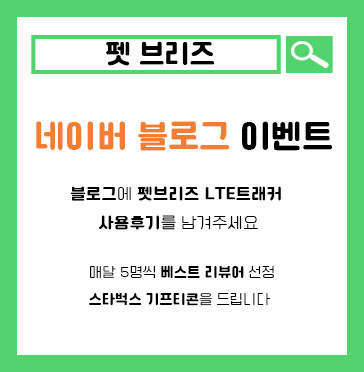 펫 브리즈
네이버 블로그 이벤트
블로그에 펫브리즈 LTE트래커
사용후기를 남겨주세요
매달 5명씩 베스트 리뷰어 선정
스타벅스 기프티콘을 드립니다